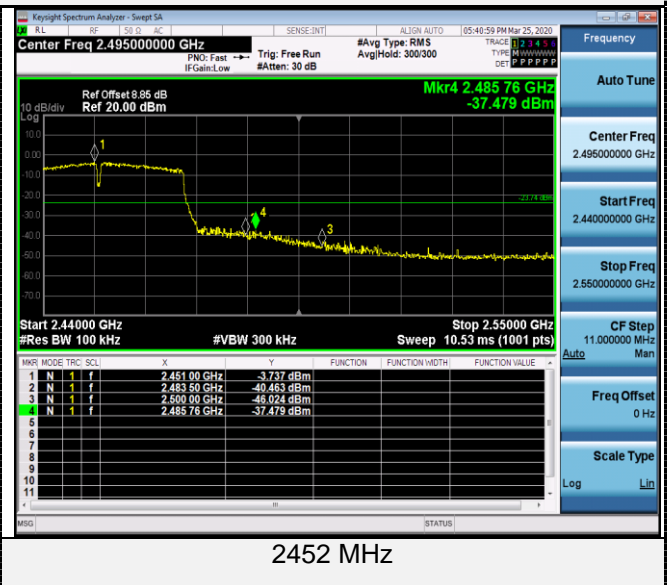 Keysight Spectrum Analyzer - Swept SA
RL RF 50 Ω AC SENSE:INT ALIGN AUTO 05:40:59 PM Mar 25, 2020
Center Freq 2.495000000 GHz #Avg Type: RMS TRACE 1 2 3 4 5 6 Frequency
PNO: Fast Trig: Free Run Avg|Hold: 300/300 TYPE M W W W W W
IFGain:Low #Atten: 30 dB DET P P P P P P
Auto Tune
Mkr4 2.485 76 GHz
Ref Offset 8.85 dB
10 dB/div Ref 20.00 dBm -37.479 dBm
Log
10.0
0.00
-10.0
-20.0
-30.0
-40.0
-50.0
-60.0
-70.0
1
-23.74 dBm
4
3
Center Freq
2.495000000 GHz
Start Freq
2.440000000 GHz
Stop Freq
2.550000000 GHz
Start 2.44000 GHz Stop 2.55000 GHz
#Res BW 100 kHz #VBW 300 kHz Sweep 10.53 ms (1001 pts)
CF Step
11.000000 MHz
Auto Man
MKR MODE TRC SCL X Y FUNCTION FUNCTION WIDTH FUNCTION VALUE
1 N 1 f 2.451 00 GHz -3.737 dBm
2 N 1 f 2.483 50 GHz -40.463 dBm
3 N 1 f 2.500 00 GHz -46.024 dBm
4 N 1 f 2.485 76 GHz -37.479 dBm
5
6
7
8
9
10
11
Freq Offset
0 Hz
Scale Type
Log Lin
MSG STATUS
2452 MHz